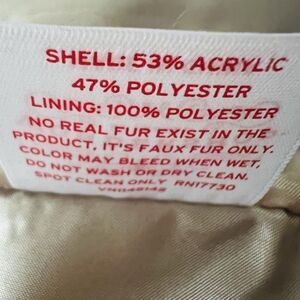 SHELL: 53% ACRYLIC
47% POLYESTER
LINING: 100% POLYESTER
NO REAL FUR EXIST IN THE
PRODUCT, IT'S FAUX FUR ONLY.
COLOR MAY BLEED WHEN WET,
DO NOT WASH OR DRY CLEAN.
SPOT CLEAN ONLY RN17730